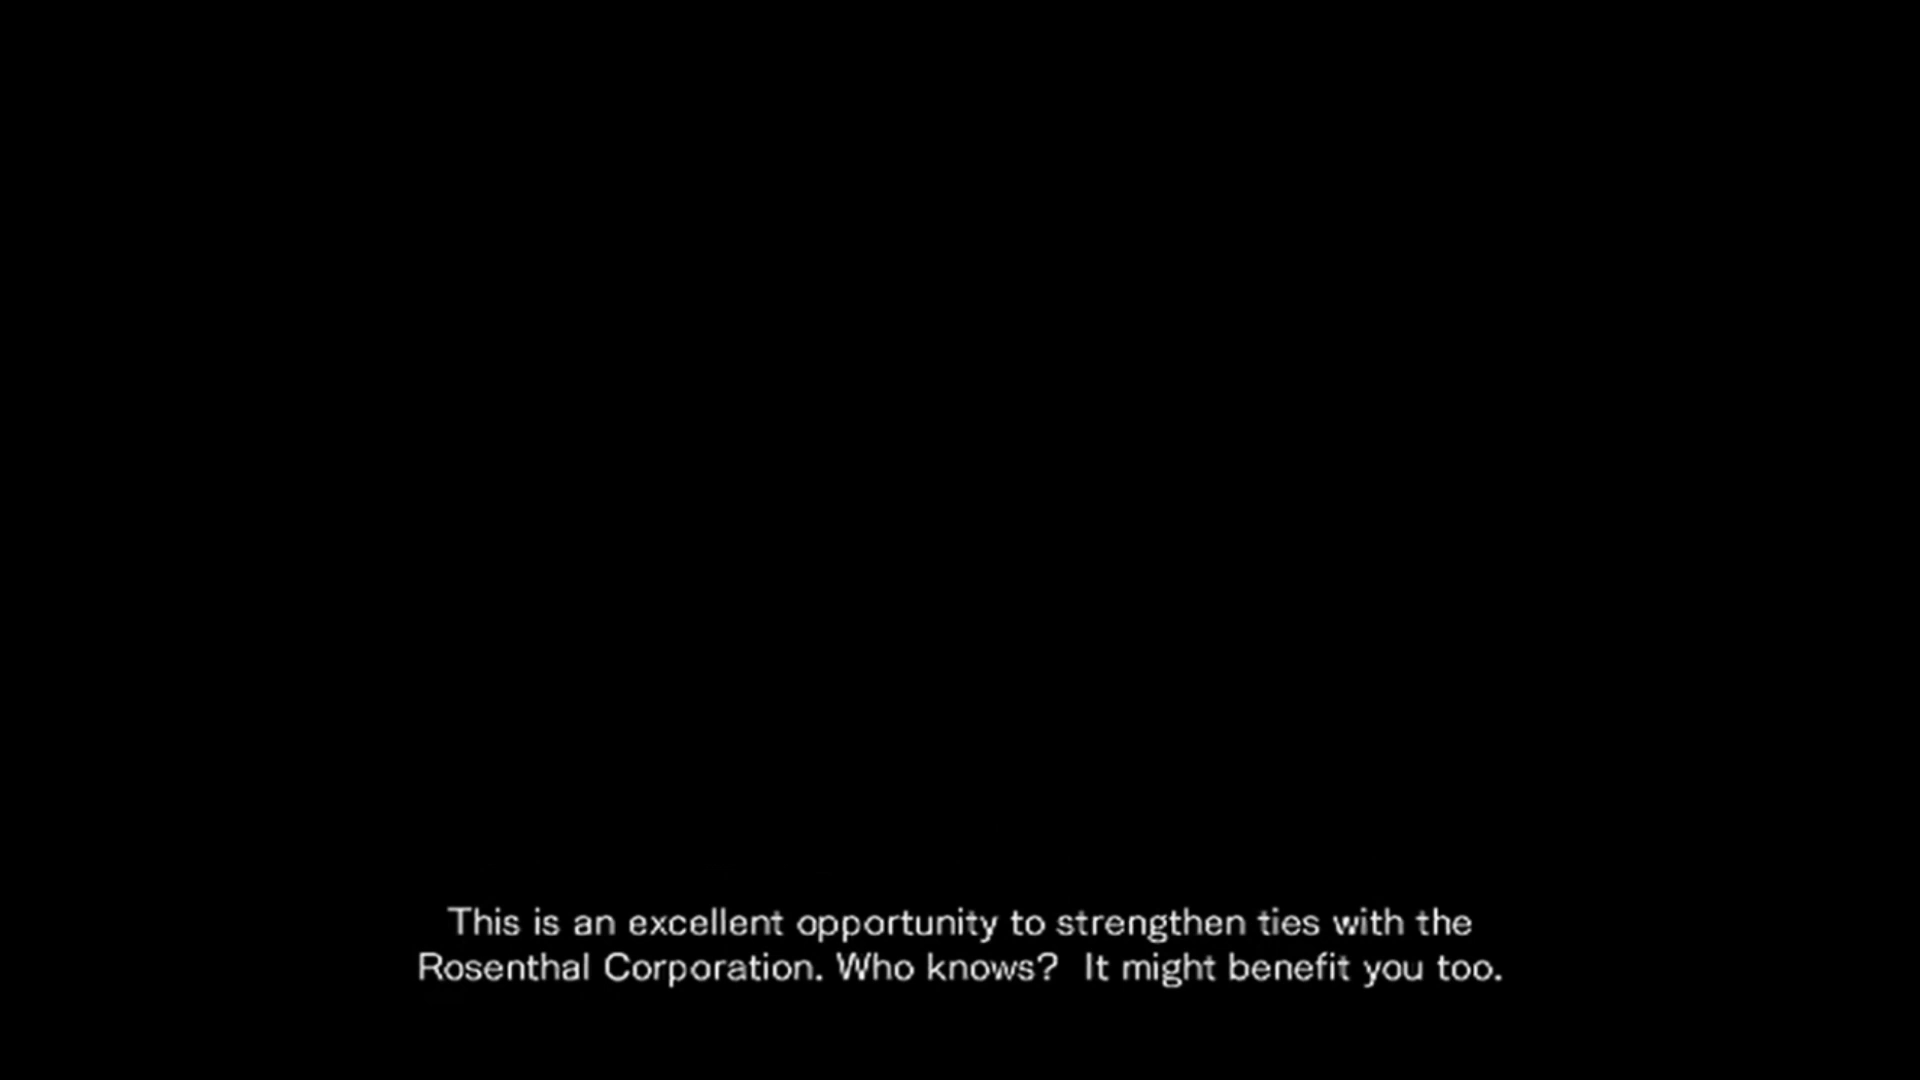 This is an excellent opportunity to strengthen ties with the
Rosenthal Corporation. Who knows?  It might benefit you too.